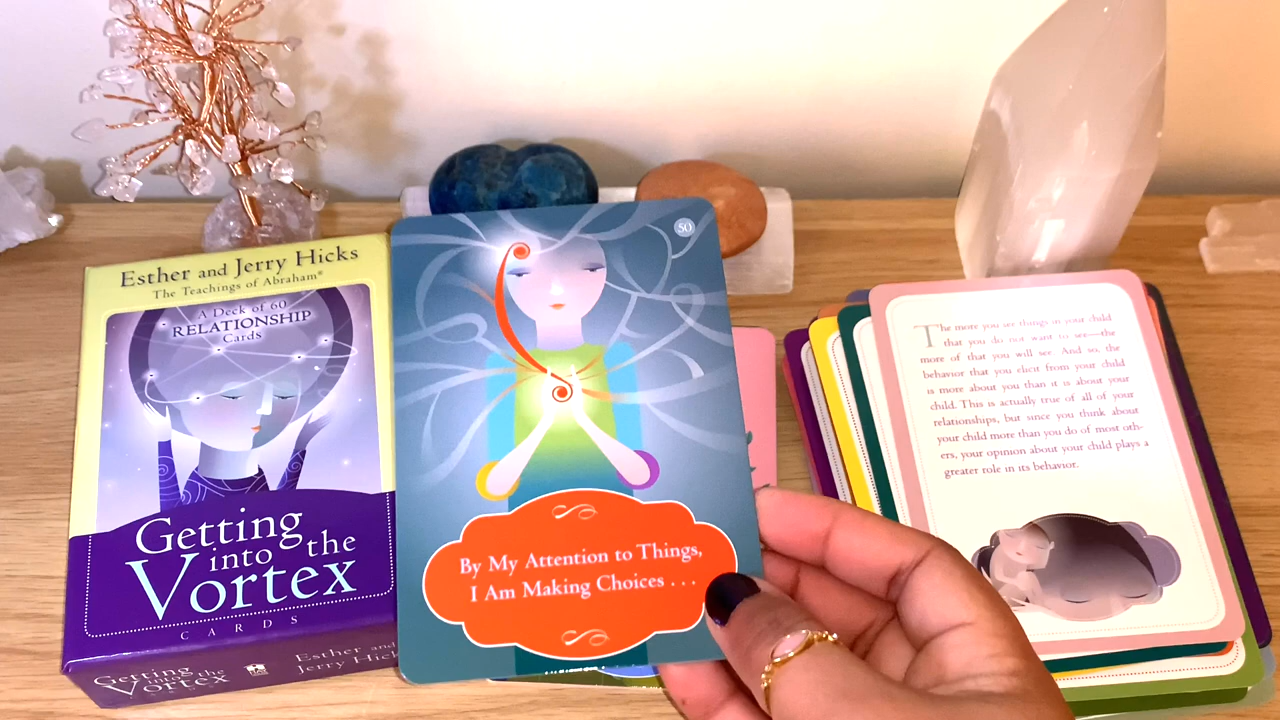 Esther and Jerry Hicks
The Teachings of Abraham®
A Deck of 60
RELATIONSHIP
Cards
Getting
into the
Vortex
CARDS
Getting into the
Vortex
Esther and
Jerry Hick
50
By My Attention to Things,
I Am Making Choices . . .
The more you see things in your child
that you do not want to see—the
more of that you will see. And so, the
behavior that you elicit from your child
is more about you than it is about your
child. This is actually true of all of your
relationships, but since you think about
your child more than you do of most oth-
ers, your opinion about your child plays a
greater role in its behavior.